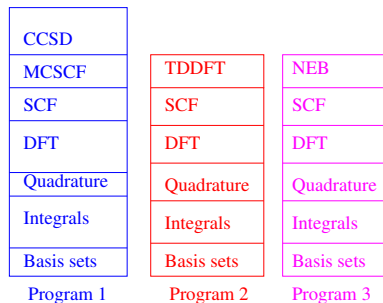 CCSD
MCSCF
SCF
DFT
Quadrature
Integrals
Basis sets
Program 1
TDDFT
SCF
DFT
Quadrature
Integrals
Basis sets
Program 2
NEB
SCF
DFT
Quadrature
Integrals
Basis sets
Program 3